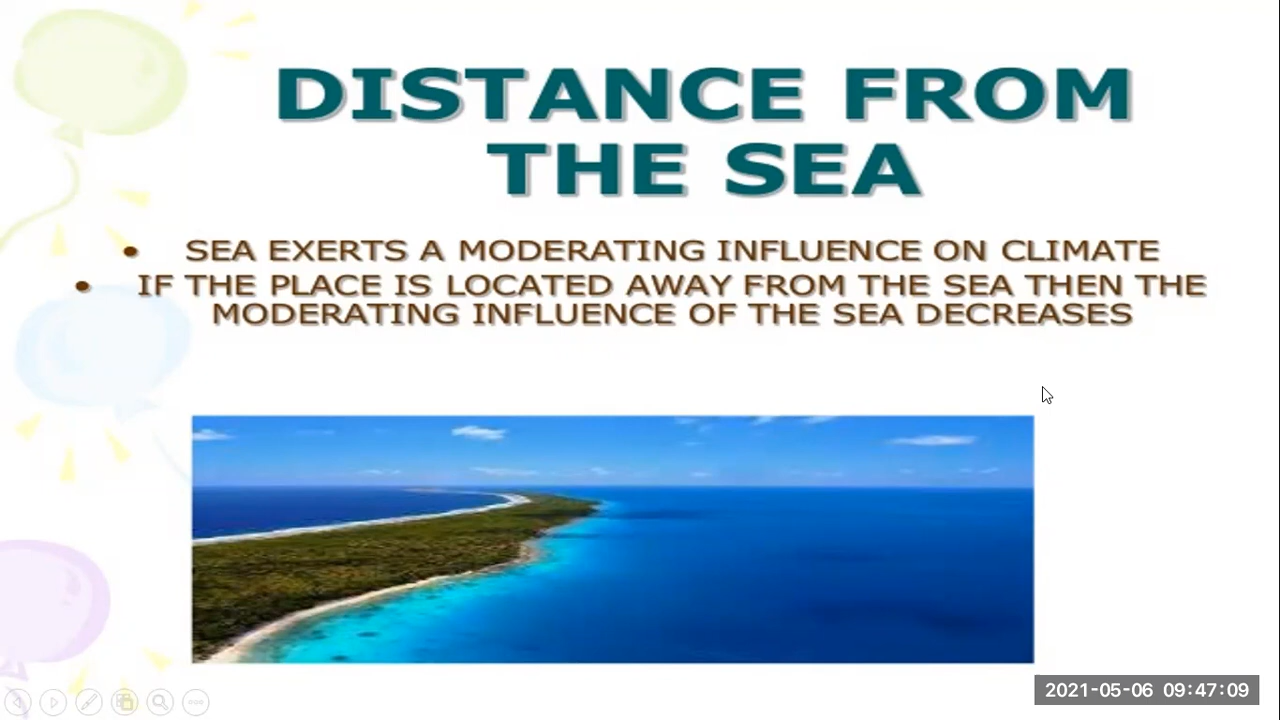 DISTANCE FROM
THE SEA
• SEA EXERTS A MODERATING INFLUENCE ON CLIMATE
• IF THE PLACE IS LOCATED AWAY FROM THE SEA THEN THE
MODERATING INFLUENCE OF THE SEA DECREASES
2021-05-06 09:47:09